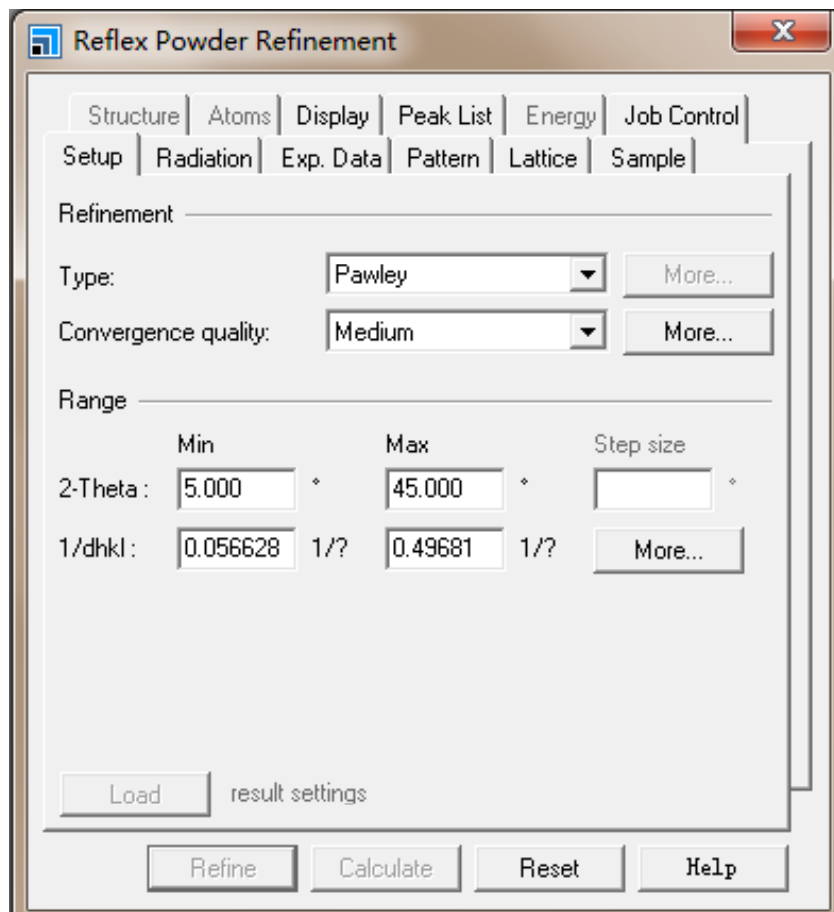 Reflex Powder Refinement
Structure Atoms Display Peak List Energy Job Control
Setup Radiation Exp. Data Pattern Lattice Sample
Refinement
Type: Pawley More...
Convergence quality: Medium More...
Range
Min Max Step size
2-Theta : 5.000 ° 45.000 ° °
1/dhkl : 0.056628 1/? 0.49681 1/? More...
Load result settings
Refine Calculate Reset Help